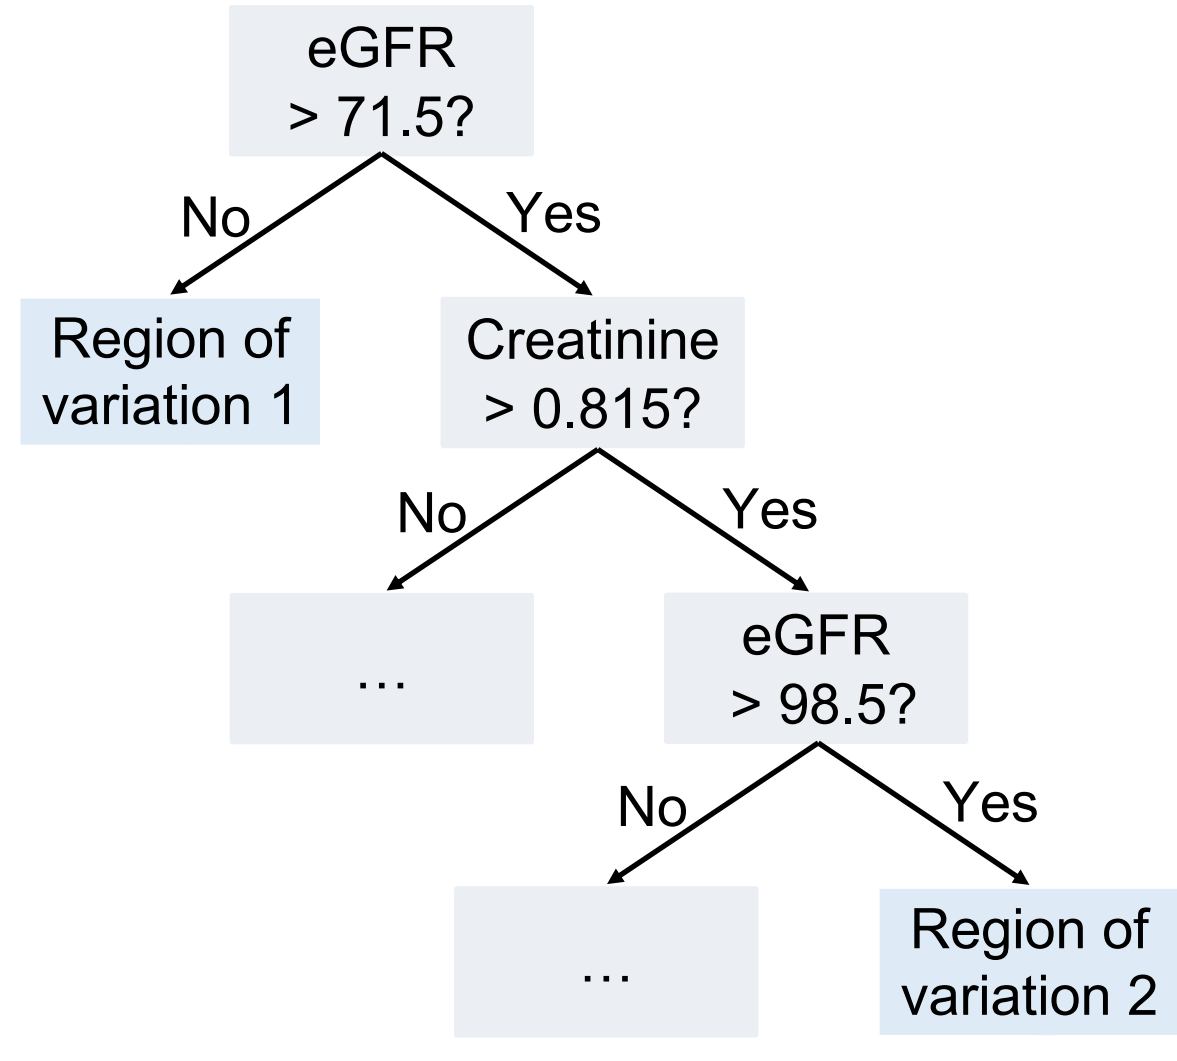 eGFR
> 71.5?
No
Yes
Region of
variation 1
Creatinine
> 0.815?
No
Yes
...
eGFR
> 98.5?
No
Yes
...
Region of
variation 2